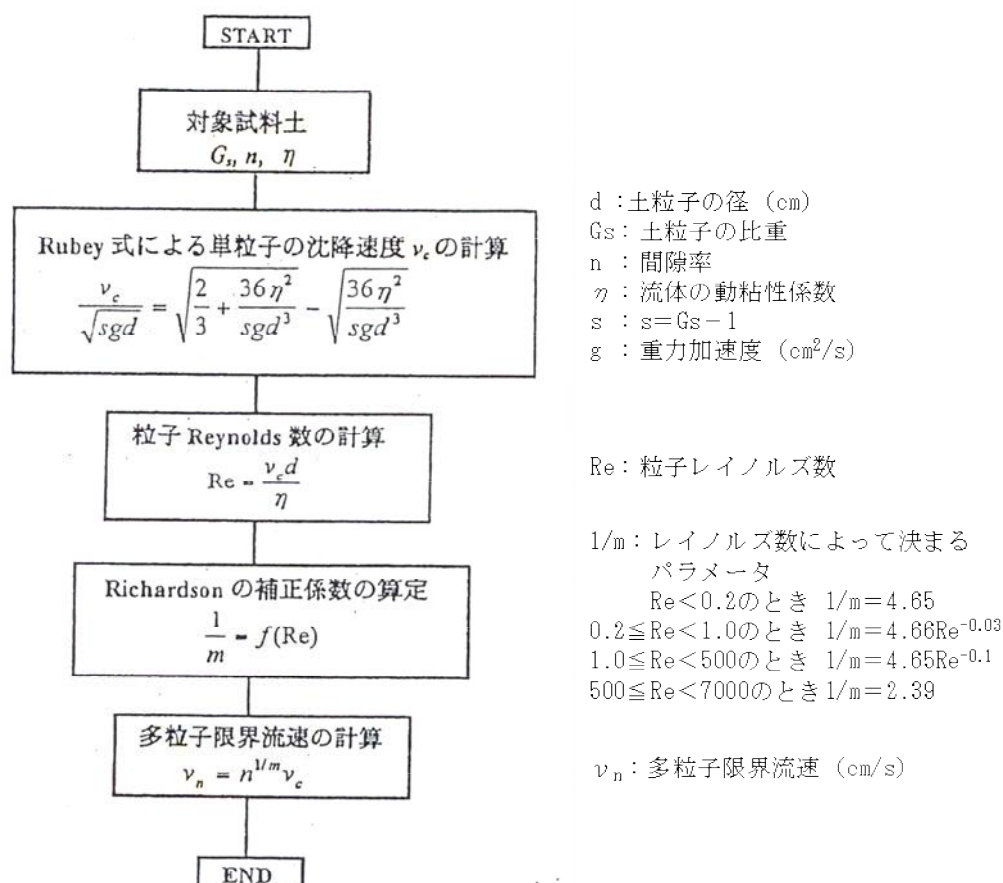 START
対象試料土
Gs, n, η
Rubey 式による単粒子の沈降速度 νcの計算
νc/√sgd = √2/3 + 36η²/sgd³ − √36η²/sgd³
粒子 Reynolds 数の計算
Re = νcd/η
Richardson の補正係数の算定
1/m = f(Re)
多粒子限界流速の計算
νn = n^1/m νc
END
d :土粒子の径 (cm)
Gs:土粒子の比重
n :間隙率
η:流体の動粘性係数
s :s=Gs−1
g :重力加速度 (cm²/s)
Re:粒子レイノルズ数
1/m:レイノルズ数によって決まる
パラメータ
Re<0.2のとき 1/m=4.65
0.2≦Re<1.0のとき 1/m=4.66Re⁻⁰·⁰³
1.0≦Re<500のとき 1/m=4.65Re⁻⁰·¹
500≦Re<7000のとき1/m=2.39
νn:多粒子限界流速 (cm/s)